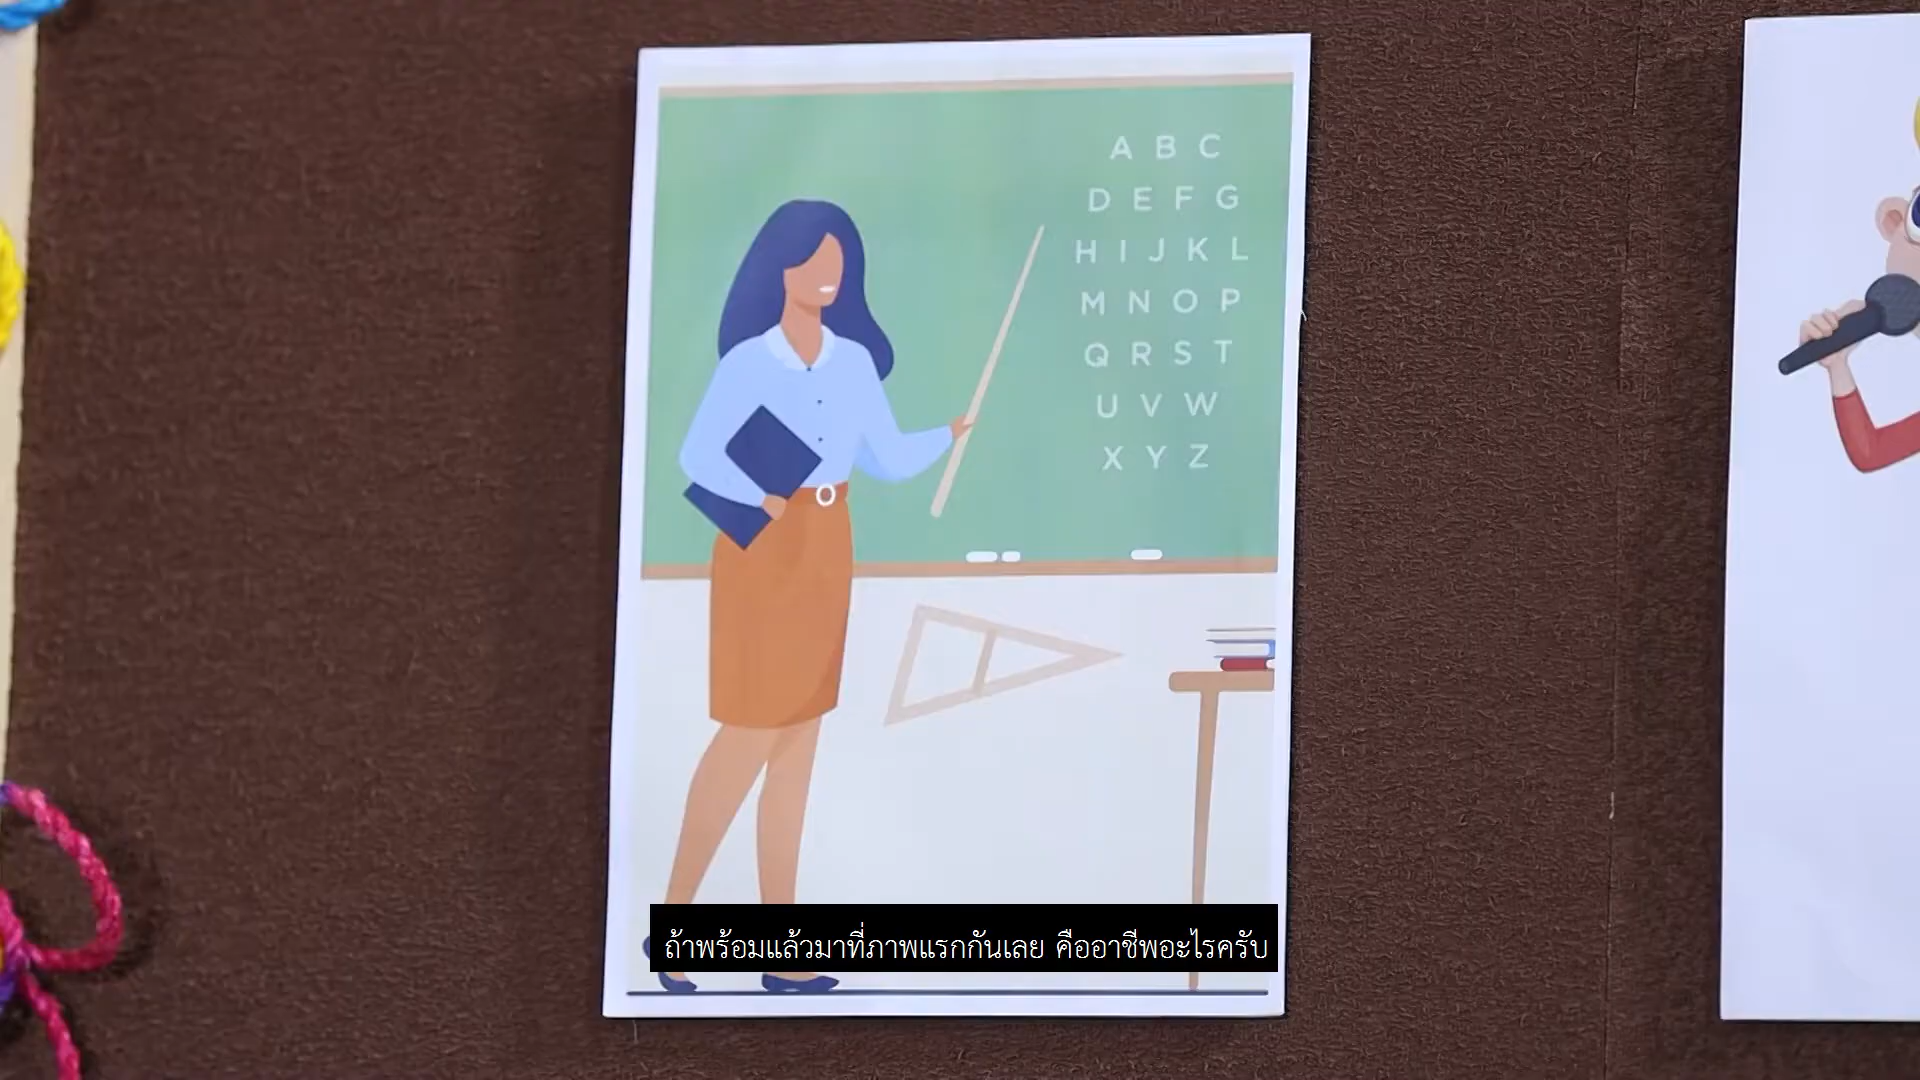 A B C
D E F G
H I J K L
M N O P
Q R S T
U V W
X Y Z
ถ้าพร้อมแล้วมาที่ภาพแรกกันเลย คืออาชีพอะไรครับ